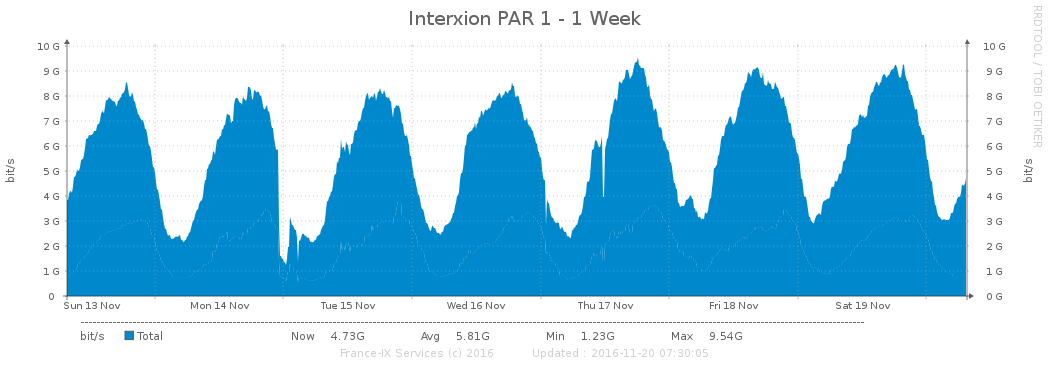 Interxion PAR 1 - 1 Week
RRDTOOL / TOBI OETIKER
bit/s
10 G 10 G
9 G 9 G
8 G 8 G
7 G 7 G
6 G 6 G
5 G 5 G
4 G 4 G
3 G 3 G
2 G 2 G
1 G 1 G
0 0 G
bit/s
Sun 13 Nov Mon 14 Nov Tue 15 Nov Wed 16 Nov Thu 17 Nov Fri 18 Nov Sat 19 Nov
bit/s Total Now 4.73G Avg 5.81G Min 1.23G Max 9.54G
France-IX Services (c) 2016 Updated : 2016-11-20 07:30:05